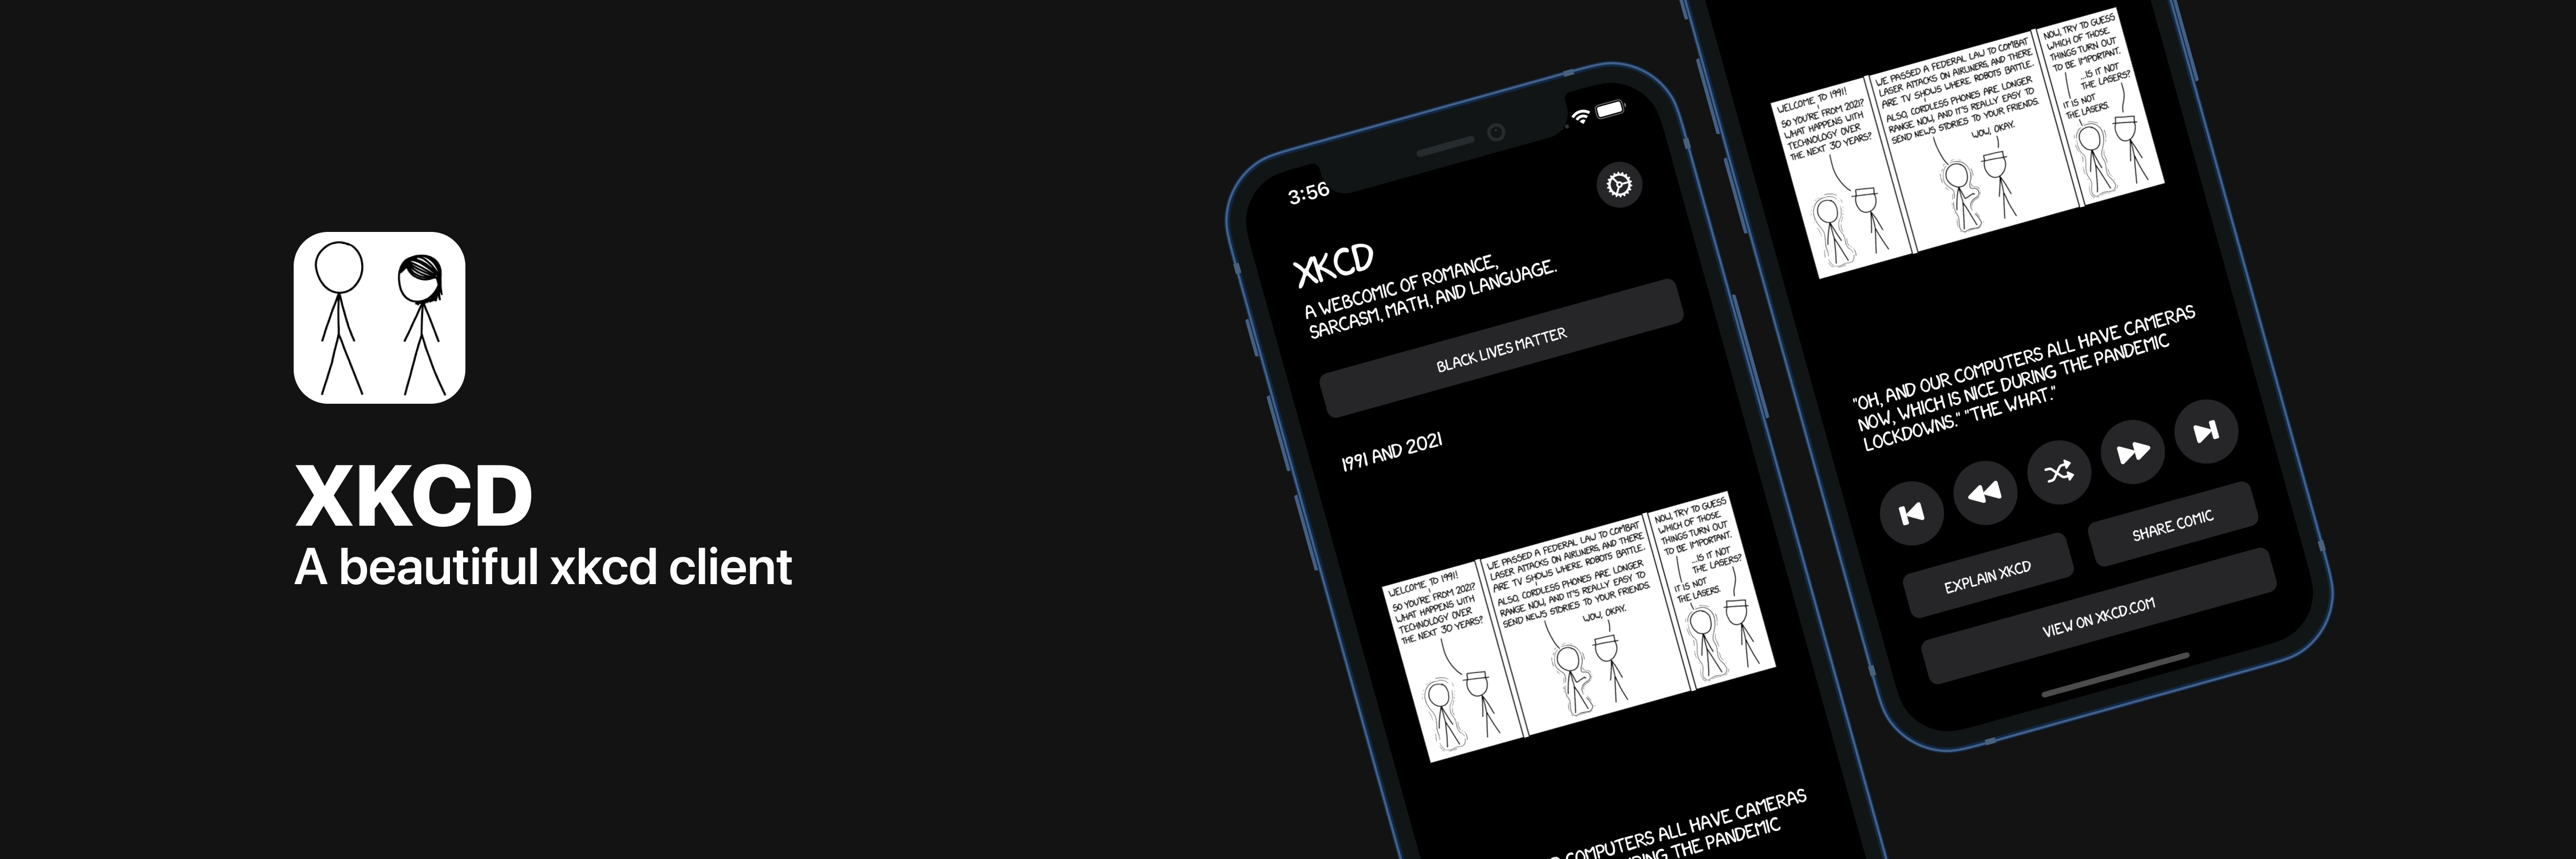 XKCD
A beautiful xkcd client
3:56
XKCD
A WEBCOMIC OF ROMANCE,
SARCASM, MATH, AND LANGUAGE.
BLACK LIVES MATTER
1991 AND 2021
WELCOME TO 1991!
SO YOU'RE FROM 2021?
WHAT HAPPENS WITH
TECHNOLOGY OVER
THE NEXT 30 YEARS?
WE PASSED A FEDERAL LAW TO COMBAT
LASER ATTACKS ON AIRLINERS, AND THERE
ARE TV SHOWS WHERE ROBOTS BATTLE.
ALSO, CORDLESS PHONES ARE LONGER
RANGE NOW, AND IT'S REALLY EASY TO
SEND NEWS STORIES TO YOUR FRIENDS.
WOW, OKAY.
NOW, TRY TO GUESS
WHICH OF THOSE
THINGS TURN OUT
TO BE IMPORTANT.
...IS IT NOT
THE LASERS?
IT IS NOT
THE LASERS.
COMPUTERS ALL HAVE CAMERAS
THE PANDEMIC
WELCOME TO 1991!
SO YOU'RE FROM 2021?
WHAT HAPPENS WITH
TECHNOLOGY OVER
THE NEXT 30 YEARS?
WE PASSED A FEDERAL LAW TO COMBAT
LASER ATTACKS ON AIRLINERS, AND THERE
ARE TV SHOWS WHERE ROBOTS BATTLE.
ALSO, CORDLESS PHONES ARE LONGER
RANGE NOW, AND IT'S REALLY EASY TO
SEND NEWS STORIES TO YOUR FRIENDS.
WOW, OKAY.
NOW, TRY TO GUESS
WHICH OF THOSE
THINGS TURN OUT
TO BE IMPORTANT.
...IS IT NOT
THE LASERS?
IT IS NOT
THE LASERS.
"OH, AND OUR COMPUTERS ALL HAVE CAMERAS
NOW, WHICH IS NICE DURING THE PANDEMIC
LOCKDOWNS." "THE WHAT."
EXPLAIN XKCD
SHARE COMIC
VIEW ON XKCD.COM